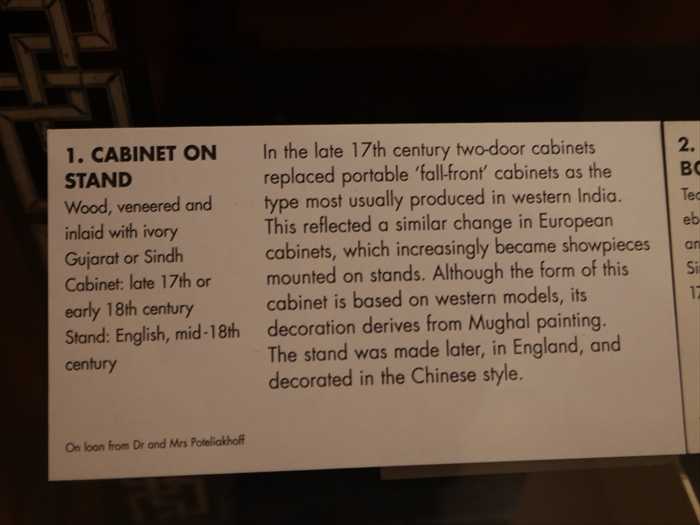 1. CABINET ON
STAND
Wood, veneered and
inlaid with ivory
Gujarat or Sindh
Cabinet: late 17th or
early 18th century
Stand: English, mid-18th
century
On loan from Dr and Mrs Poteliakhoff
In the late 17th century two-door cabinets
replaced portable ‘fall-front’ cabinets as the
type most usually produced in western India.
This reflected a similar change in European
cabinets, which increasingly became showpieces
mounted on stands. Although the form of this
cabinet is based on western models, its
decoration derives from Mughal painting.
The stand was made later, in England, and
decorated in the Chinese style.
2.